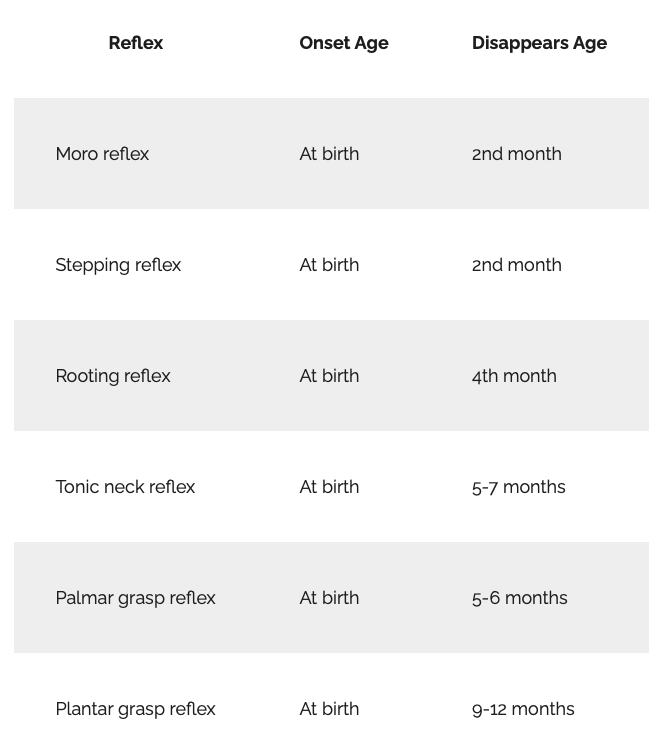 Reflex Onset Age Disappears Age
Moro reflex At birth 2nd month
Stepping reflex At birth 2nd month
Rooting reflex At birth 4th month
Tonic neck reflex At birth 5-7 months
Palmar grasp reflex At birth 5-6 months
Plantar grasp reflex At birth 9-12 months